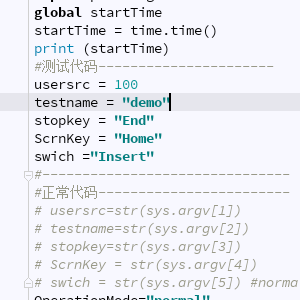 global startTime
startTime = time.time()
print (startTime)
#测试代码----------------------
usersrc = 100
testname = "demo"
stopkey = "End"
ScrnKey = "Home"
swich ="Insert"
#-------------------------------
#正常代码------------------------
# usersrc=str(sys.argv[1])
# testname=str(sys.argv[2])
# stopkey=str(sys.argv[3])
# ScrnKey = str(sys.argv[4])
# swich = str(sys.argv[5]) #norma
OperationMode="normal"